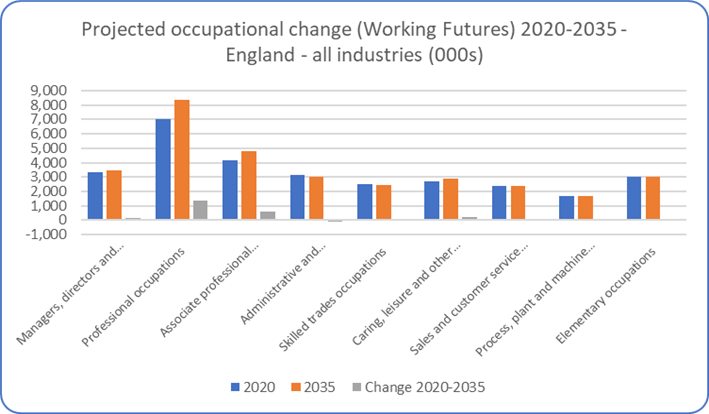 Projected occupational change (Working Futures) 2020-2035 -
England - all industries (000s)
9,000
8,000
7,000
6,000
5,000
4,000
3,000
2,000
1,000
0
-1,000
Managers, directors and...
Professional occupations
Associate professional...
Administrative and...
Skilled trades occupations
Caring, leisure and other...
Sales and customer service...
Process, plant and machine...
Elementary occupations
2020 2035 Change 2020-2035